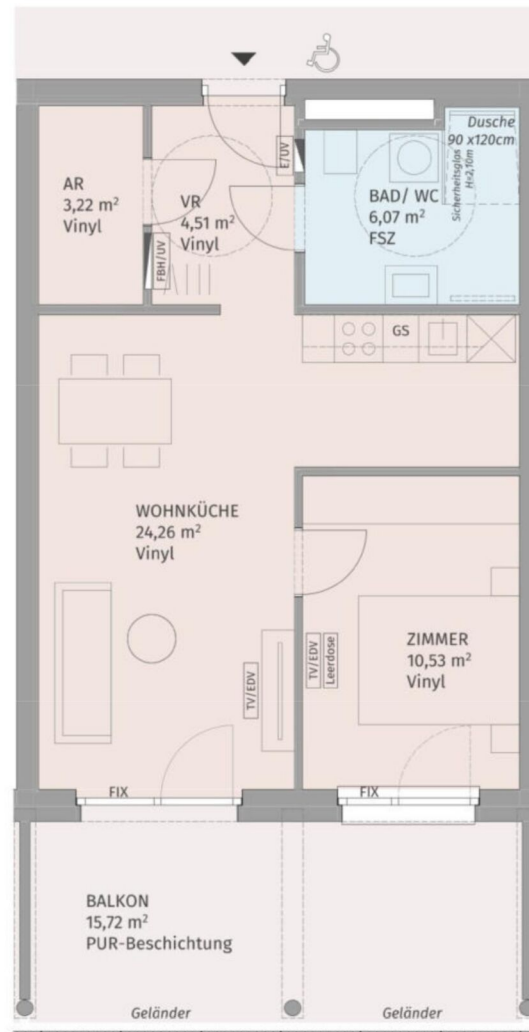 Dusche
90 x120cm
Sicherheitsglas
H=2,10m
E/UV
AR
3,22 m²
Vinyl
VR
4,51 m²
Vinyl
BAD/ WC
6,07 m²
FSZ
FBH/UV
GS
WOHNKÜCHE
24,26 m²
Vinyl
ZIMMER
10,53 m²
Vinyl
TV/EDV
TV/EDV
Leerdose
FIX
FIX
BALKON
15,72 m²
PUR-Beschichtung
Geländer
Geländer